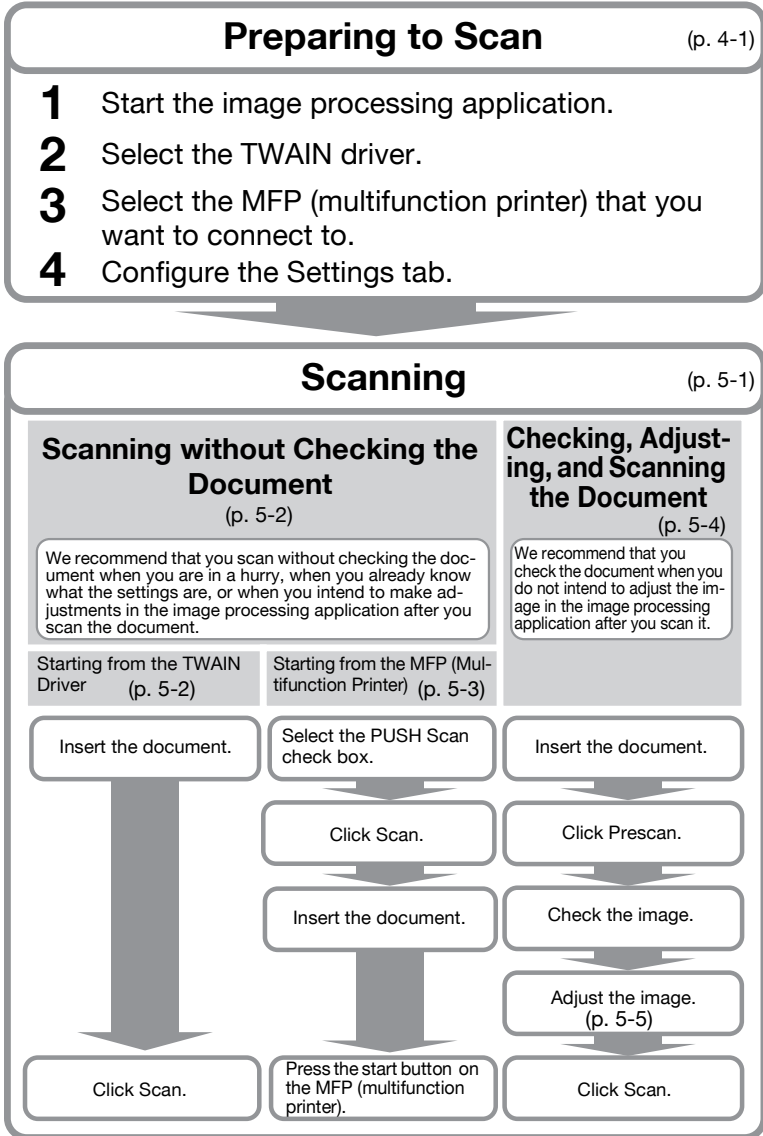 Preparing to Scan (p. 4-1)
1 Start the image processing application.
2 Select the TWAIN driver.
3 Select the MFP (multifunction printer) that you
want to connect to.
4 Configure the Settings tab.
Scanning (p. 5-1)
Scanning without Checking the
Document
(p. 5-2)
We recommend that you scan without checking the doc-
ument when you are in a hurry, when you already know
what the settings are, or when you intend to make ad-
justments in the image processing application after you
scan the document.
Starting from the TWAIN
Driver (p. 5-2)
Insert the document.
Click Scan.
Starting from the MFP (Mul-
tifunction Printer) (p. 5-3)
Select the PUSH Scan
check box.
Click Scan.
Insert the document.
Press the start button on
the MFP (multifunction
printer).
Checking, Adjust-
ing, and Scanning
the Document
(p. 5-4)
We recommend that you
check the document when you
do not intend to adjust the im-
age in the image processing
application after you scan it.
Insert the document.
Click Prescan.
Check the image.
Adjust the image.
(p. 5-5)
Click Scan.